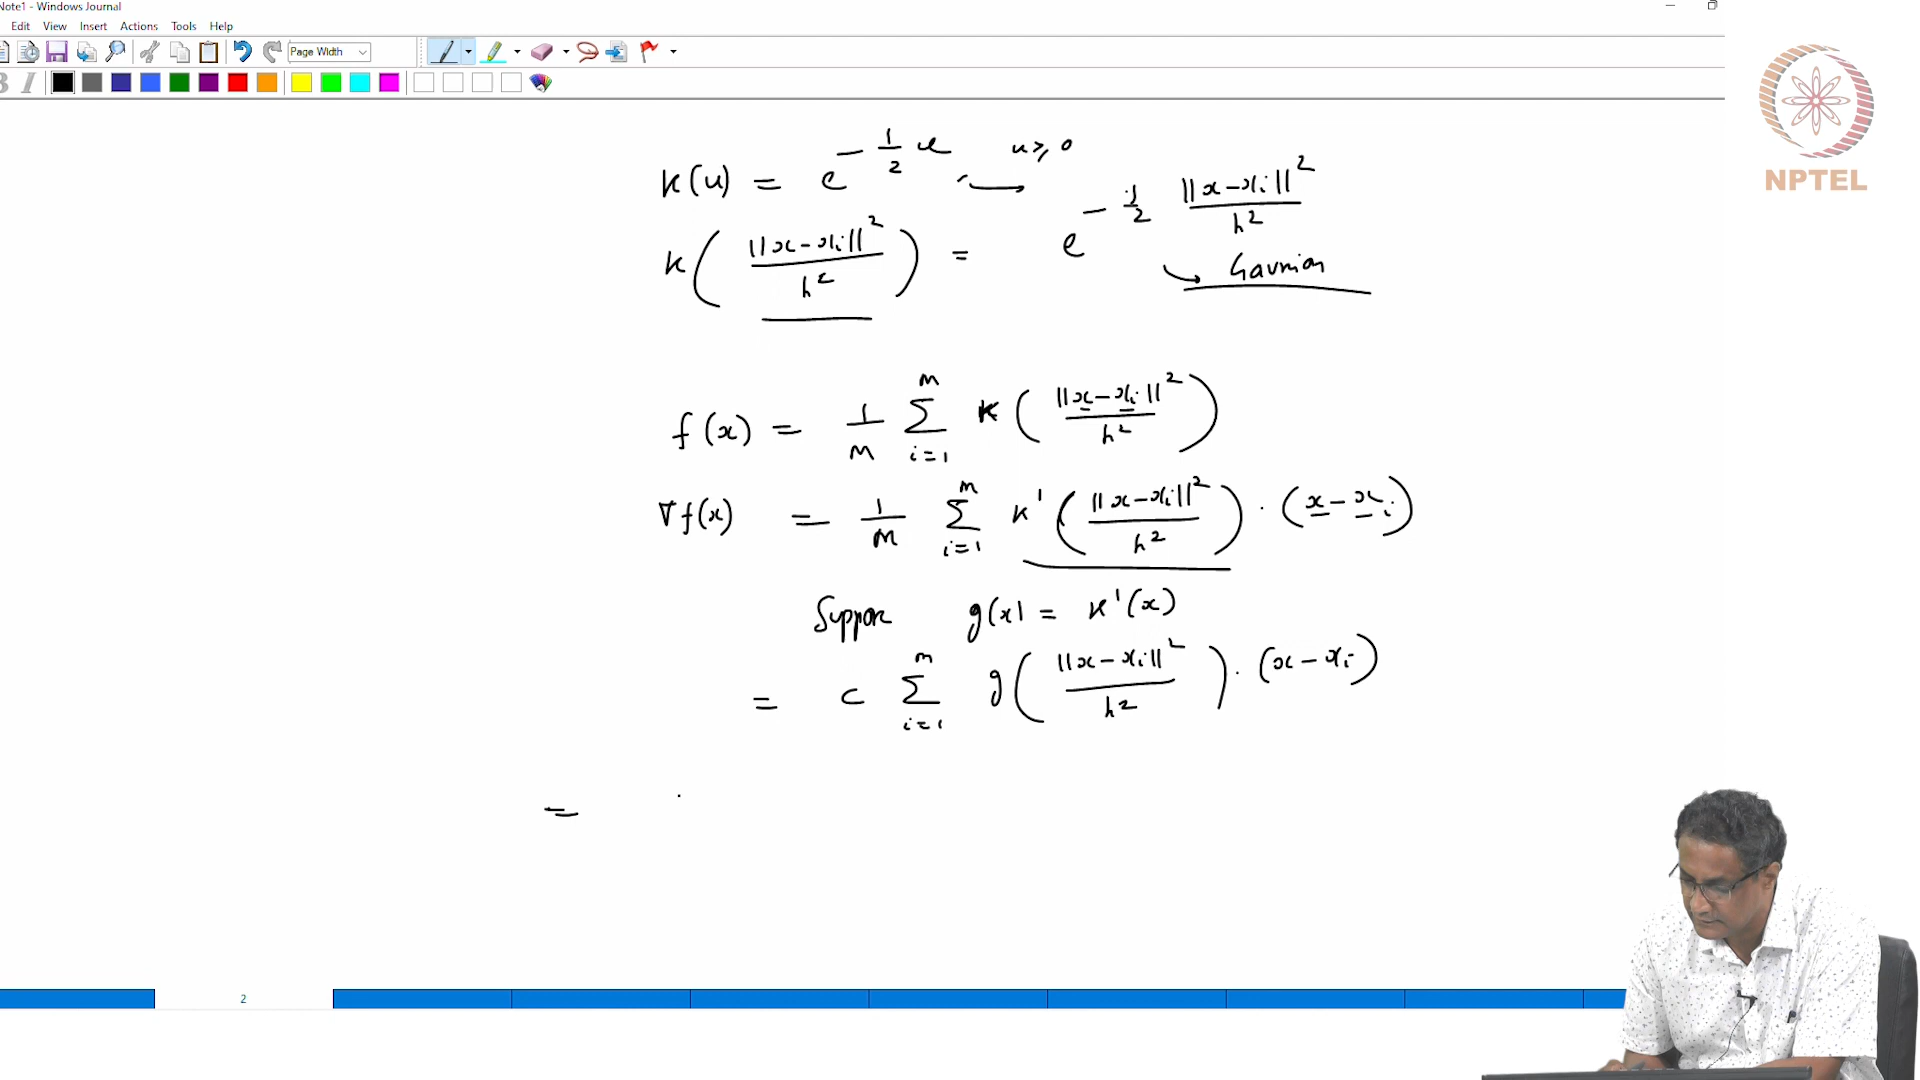 Note1 - Windows Journal
Edit View Insert Actions Tools Help
Page Width
B I
NPTEL
K(u) = e^{-1/2 u} u ≥ 0
K(||x-xi||²/h²) = e^{-1/2 ||x-xi||²/h²}
Gaussian
f(x) = 1/m Σ_{i=1}^{m} K(||x-xi||²/h²)
∇f(x) = 1/m Σ_{i=1}^{m} K'(||x-xi||²/h²) · (x-xi)
Suppose g(x) = K'(x)
= c Σ_{i=1}^{m} g(||x-xi||²/h²) · (x-xi)
=
2